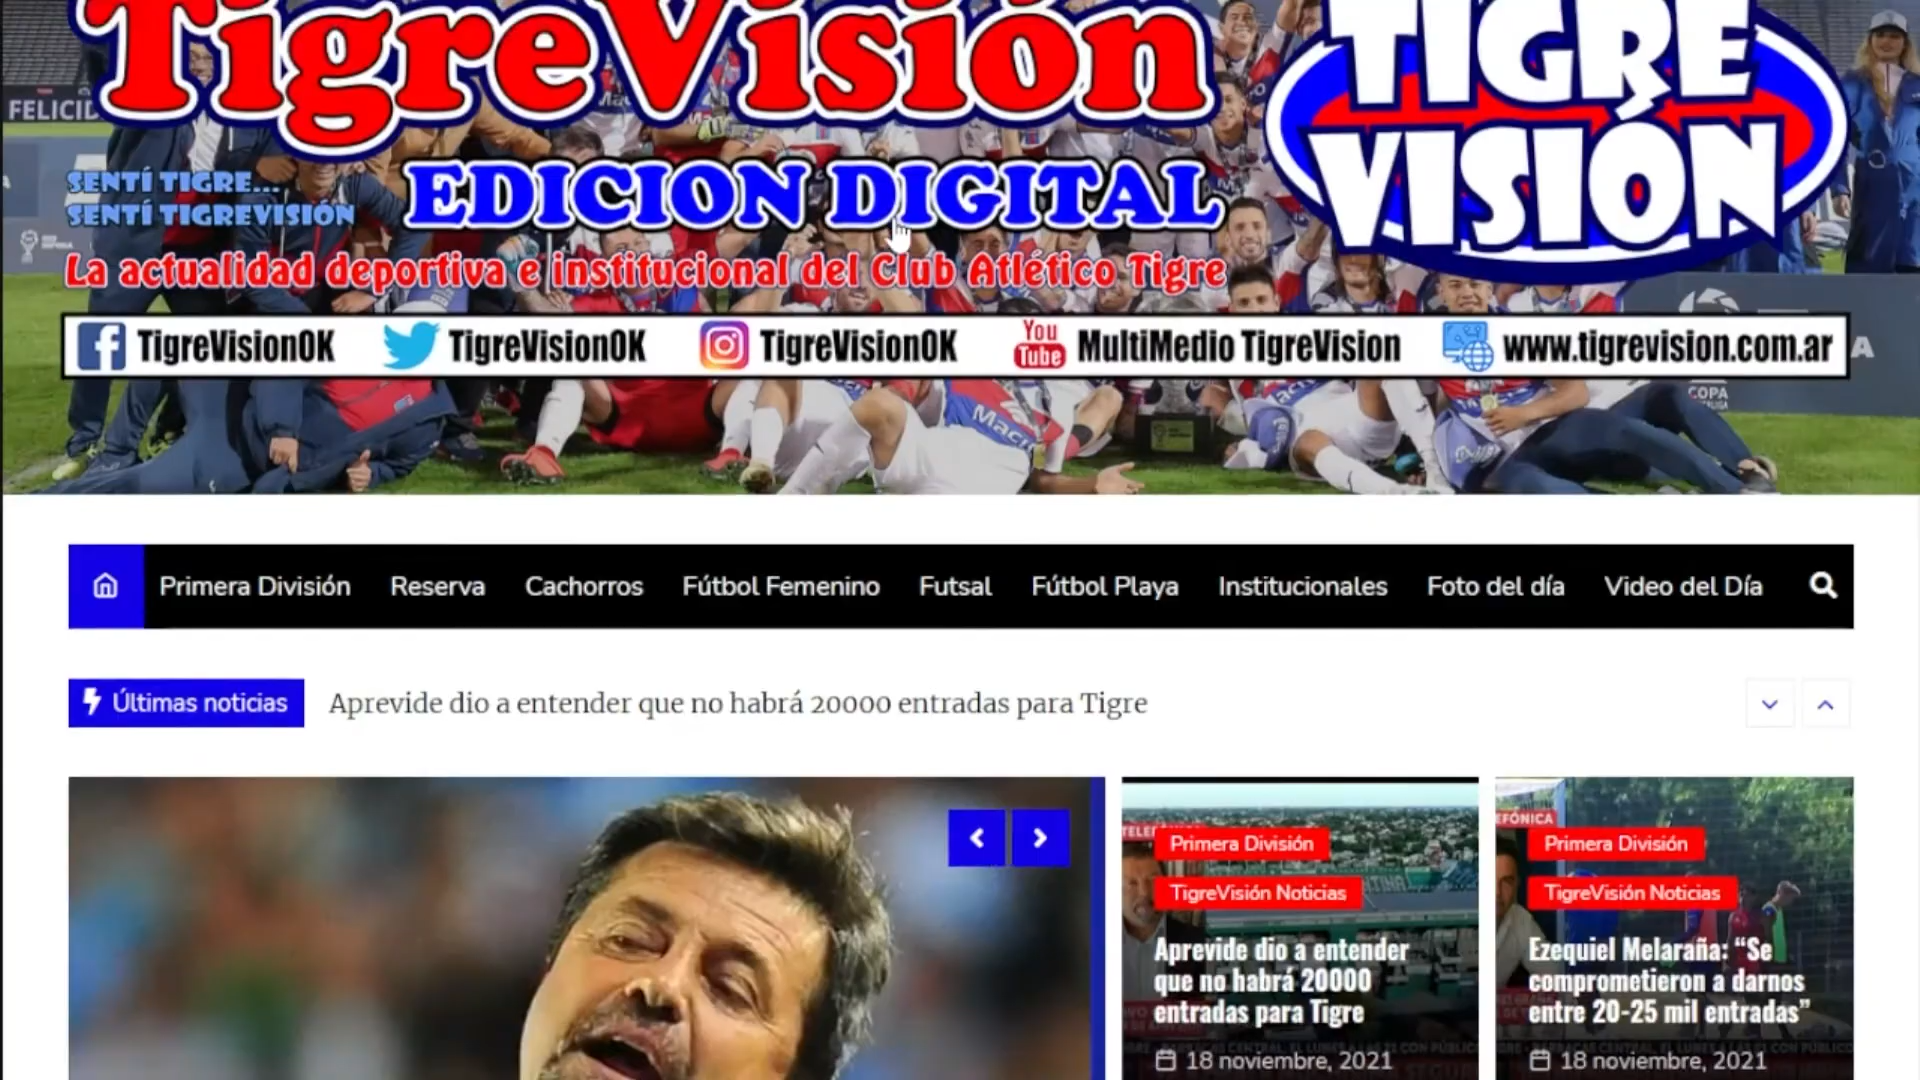 TigreVisión
TIGRE
VISIÓN
FELICID
EDICION DIGITAL
SENTÍ TIGRE...
SENTÍ TIGREVISIÓN
La actualidad deportiva e institucional del Club Atlético Tigre
TigreVisionOK
TigreVisionOK
TigreVisionOK
You
Tube
MultiMedio TigreVision
www.tigrevision.com.ar
COPA
Macro
Primera División
Reserva
Cachorros
Fútbol Femenino
Futsal
Fútbol Playa
Institucionales
Foto del día
Video del Día
Últimas noticias
Aprevide dio a entender que no habrá 20000 entradas para Tigre
Primera División
TigreVisión Noticias
Aprevide dio a entender
que no habrá 20000
entradas para Tigre
18 noviembre, 2021
EFÓNICA
Primera División
TigreVisión Noticias
Ezequiel Melaraña: “Se
comprometieron a darnos
entre 20-25 mil entradas”
18 noviembre, 2021